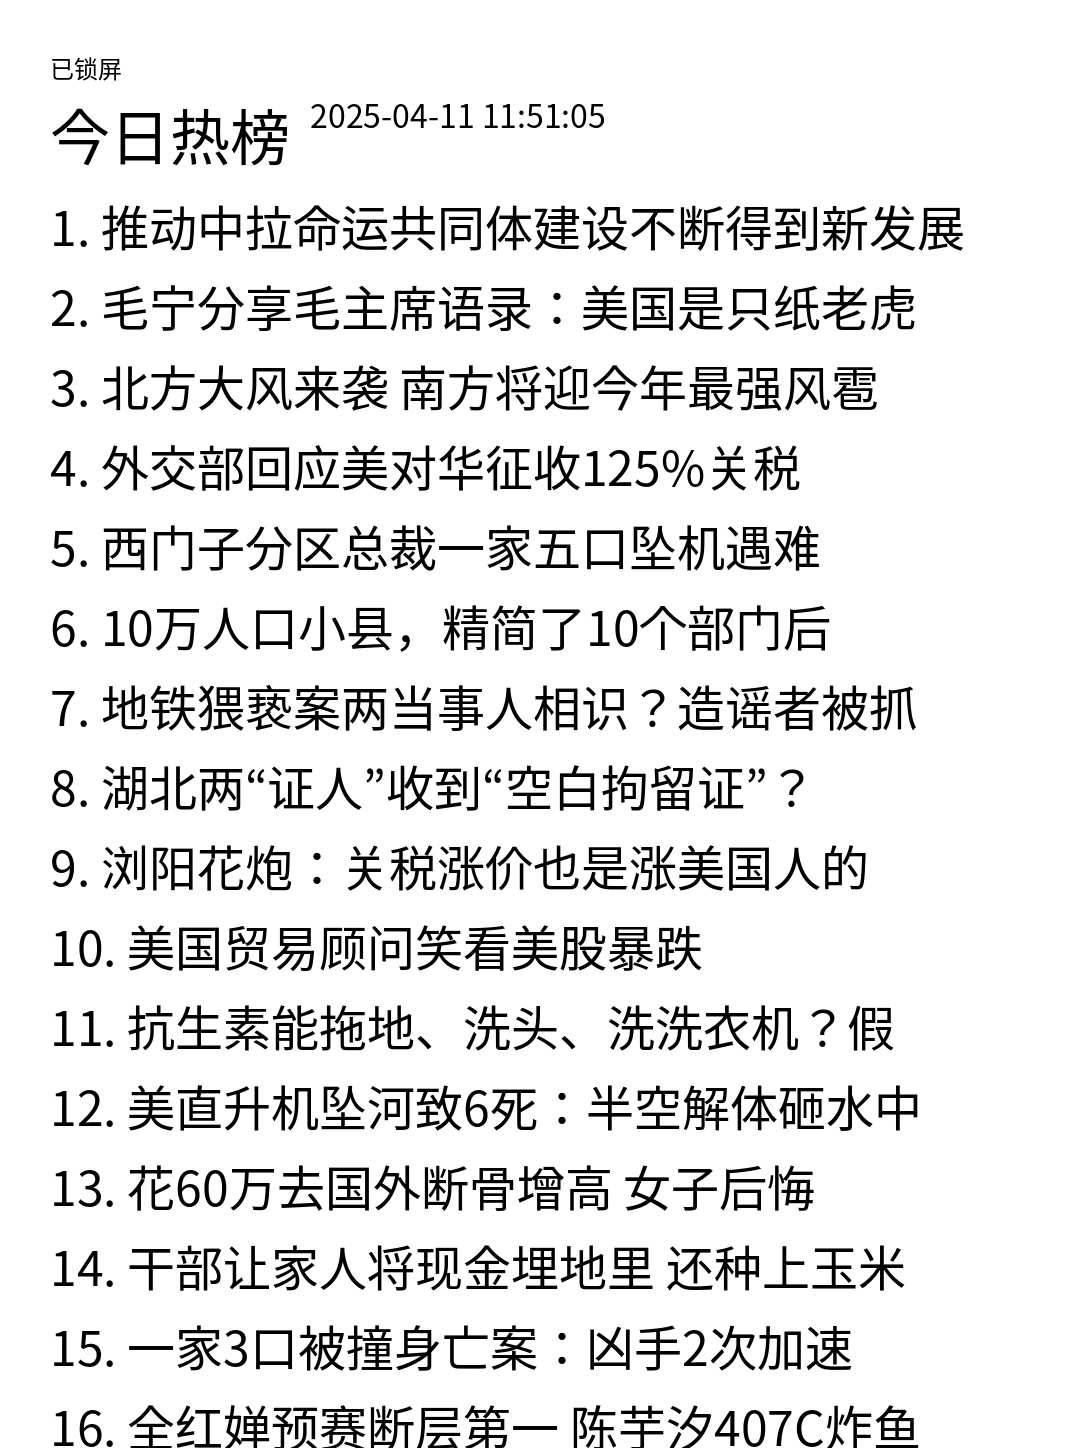 已锁屏
今日热榜 2025-04-11 11:51:05
1. 推动中拉命运共同体建设不断得到新发展
2. 毛宁分享毛主席语录：美国是只纸老虎
3. 北方大风来袭 南方将迎今年最强风雹
4. 外交部回应美对华征收125%关税
5. 西门子分区总裁一家五口坠机遇难
6. 10万人口小县，精简了10个部门后
7. 地铁猥亵案两当事人相识？造谣者被抓
8. 湖北两“证人”收到“空白拘留证”？
9. 浏阳花炮：关税涨价也是涨美国人的
10. 美国贸易顾问笑看美股暴跌
11. 抗生素能拖地、洗头、洗洗衣机？假
12. 美直升机坠河致6死：半空解体砸水中
13. 花60万去国外断骨增高 女子后悔
14. 干部让家人将现金埋地里 还种上玉米
15. 一家3口被撞身亡案：凶手2次加速
16. 全红婵预赛断层第一 陈芋汐407C炸鱼